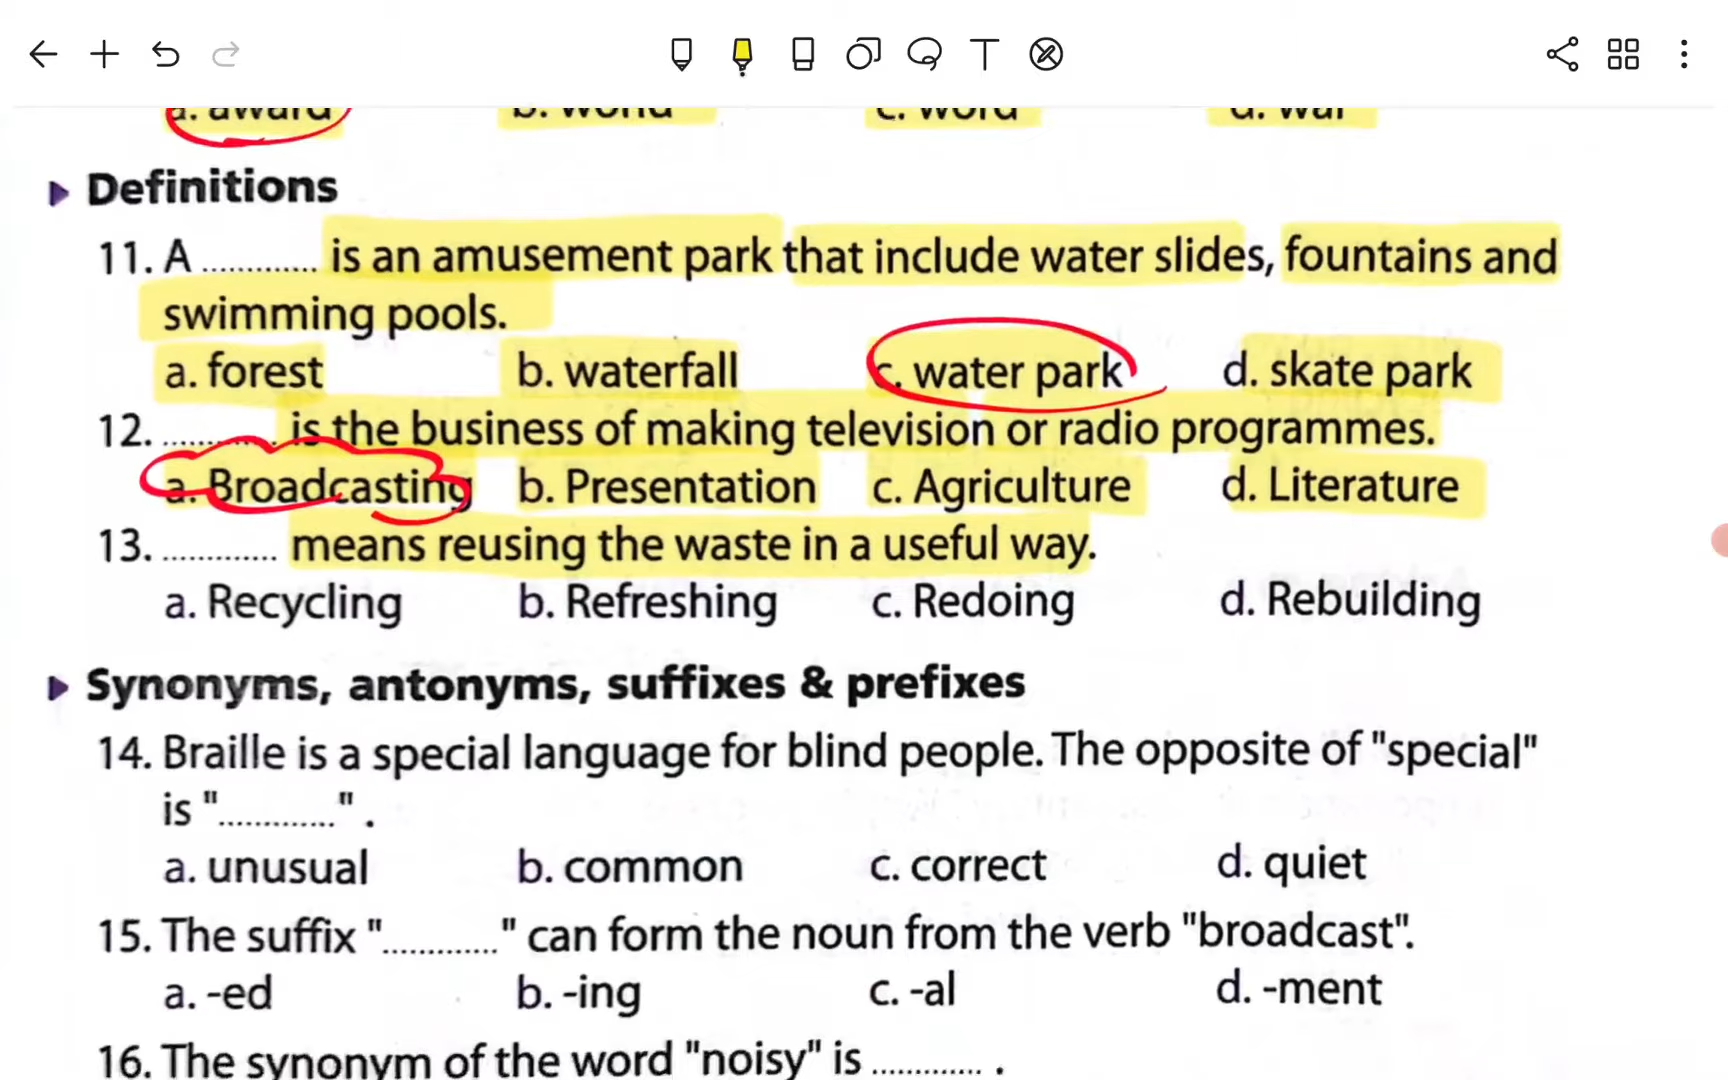 a. award b. world c. word d. war
Definitions
11. A ............ is an amusement park that include water slides, fountains and
swimming pools.
a. forest b. waterfall c. water park d. skate park
12. ............ is the business of making television or radio programmes.
a. Broadcasting b. Presentation c. Agriculture d. Literature
13. ............ means reusing the waste in a useful way.
a. Recycling b. Refreshing c. Redoing d. Rebuilding
Synonyms, antonyms, suffixes & prefixes
14. Braille is a special language for blind people. The opposite of "special"
is "............" .
a. unusual b. common c. correct d. quiet
15. The suffix "............" can form the noun from the verb "broadcast".
a. -ed b. -ing c. -al d. -ment
16. The synonym of the word "noisy" is ............ .